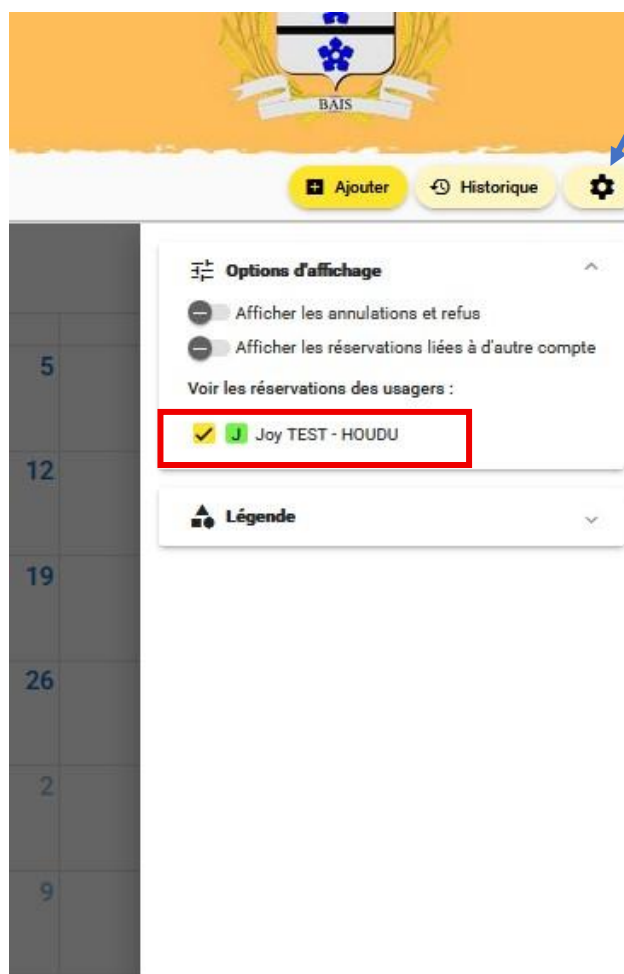 BAIS
Ajouter
Historique
Options d'affichage
Afficher les annulations et refus
Afficher les réservations liées à d'autre compte
Voir les réservations des usagers :
J Joy TEST - HOUDU
Légende
5
12
19
26
2
9